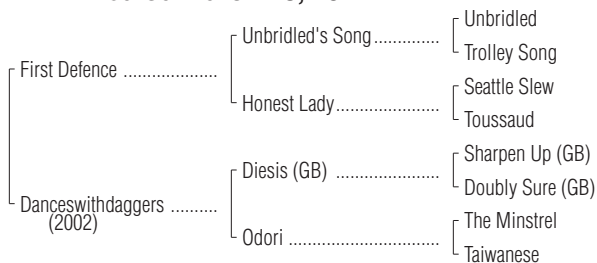 Unbridled
Unbridled's Song
Trolley Song
First Defence
Seattle Slew
Honest Lady
Toussaud
Sharpen Up (GB)
Diesis (GB)
Doubly Sure (GB)
Danceswithdaggers
(2002)
The Minstrel
Odori
Taiwanese